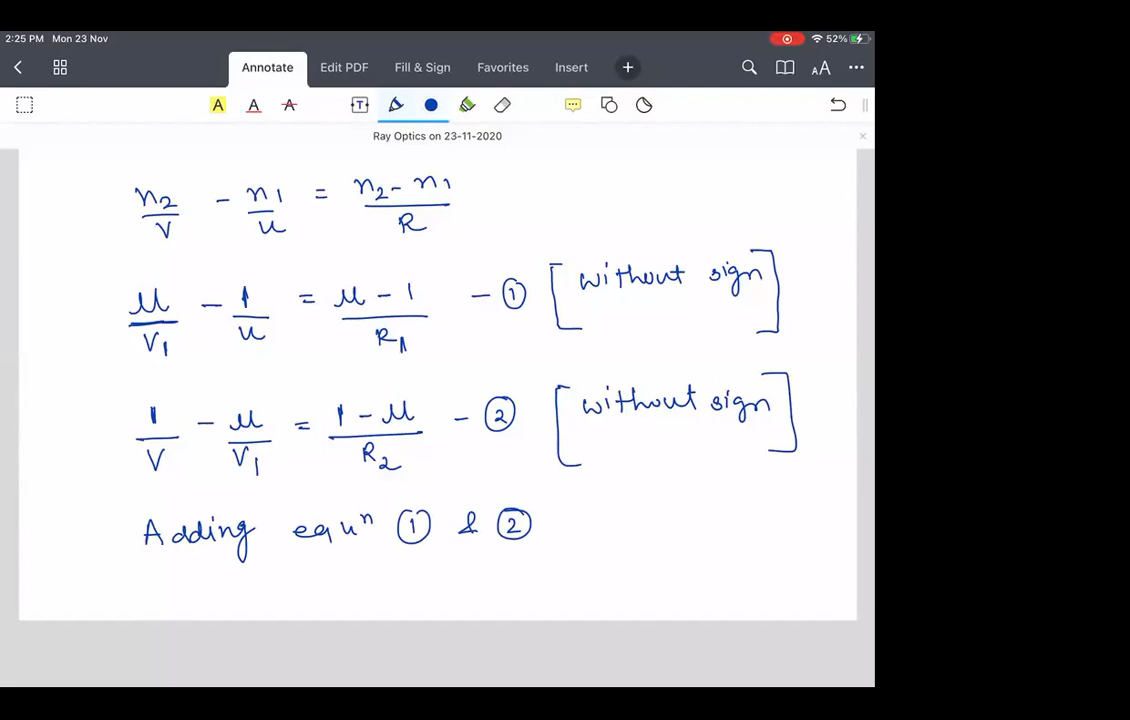 2:25 PM Mon 23 Nov 52%
Annotate Edit PDF Fill & Sign Favorites Insert +
A A A T AA
Ray Optics on 23-11-2020
n2/V - n1/u = n2 - n1/R
μ/V1 - 1/u = μ - 1/R1 - ① [without sign]
1/V - μ/V1 = 1 - μ/R2 - ② [without sign]
Adding equⁿ ① & ②